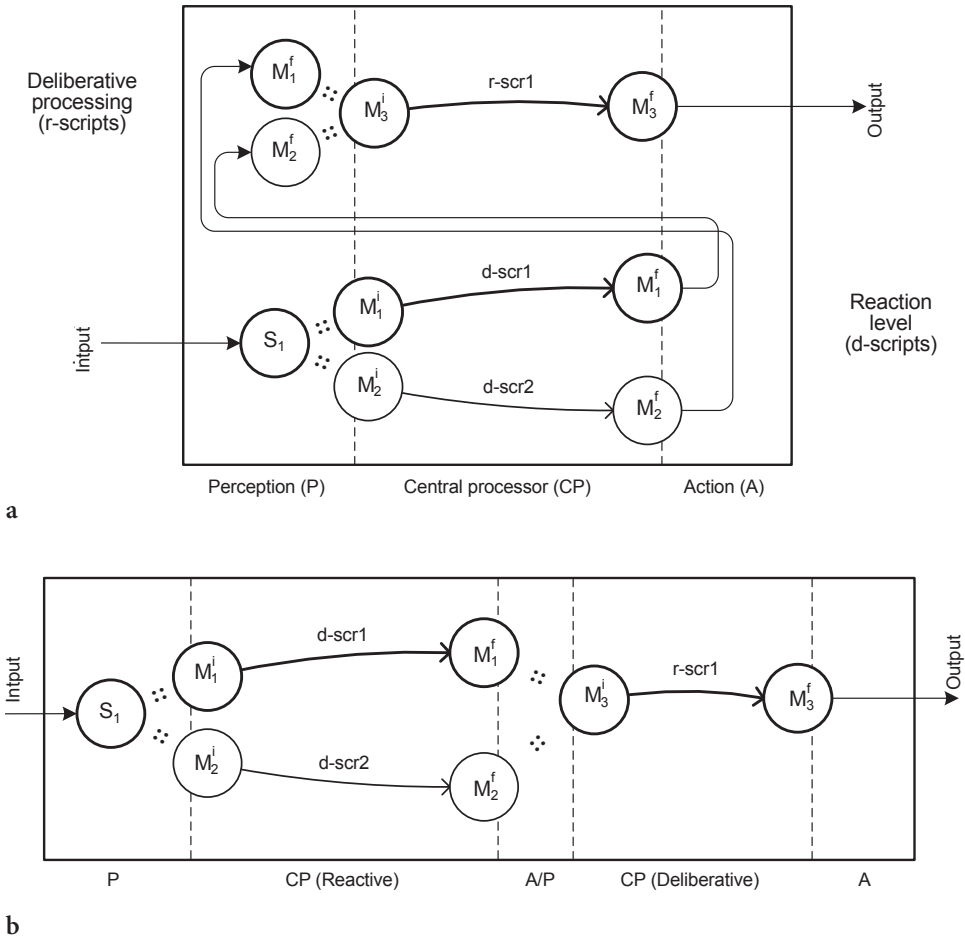 Deliberative
processing
(r-scripts)
M₁ᶠ
M₂ᶠ
M₃ⁱ
r-scr1
M₃ᶠ
Output
Intput
S₁
M₁ⁱ
M₂ⁱ
d-scr1
d-scr2
M₁ᶠ
M₂ᶠ
Reaction
level
(d-scripts)
Perception (P)
Central processor (CP)
Action (A)
a
Intput
S₁
M₁ⁱ
M₂ⁱ
d-scr1
d-scr2
M₁ᶠ
M₂ᶠ
M₃ⁱ
r-scr1
M₃ᶠ
Output
P
CP (Reactive)
A/P
CP (Deliberative)
A
b